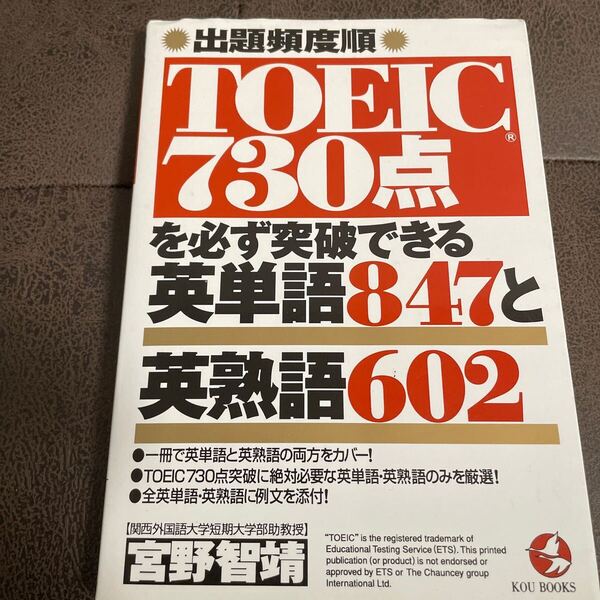 出題頻度順
TOEIC®
730点
を必ず突破できる
英単語847と
英熟語602
●一冊で英単語と英熟語の両方をカバー!
●TOEIC730点突破に絶対必要な英単語・英熟語のみを厳選!
●全英単語・英熟語に例文を添付!
【関西外国語大学短期大学部助教授】
宮野智靖
"TOEIC" is the registered trademark of
Educational Testing Service (ETS). This printed
publication (or product) is not endorsed or
approved by ETS or The Chauncey group
International Ltd.
KOU BOOKS